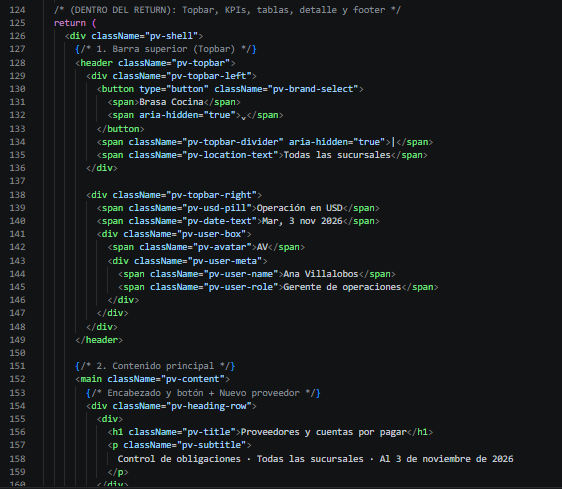 124 /* (DENTRO DEL RETURN): Topbar, KPIs, tablas, detalle y footer */
125 return (
126 <div className="pv-shell">
127 {/* 1. Barra superior (Topbar) */}
128 <header className="pv-topbar">
129 <div className="pv-topbar-left">
130 <button type="button" className="pv-brand-select">
131 <span>Brasa Cocina</span>
132 <span aria-hidden="true">⌄</span>
133 </button>
134 <span className="pv-topbar-divider" aria-hidden="true">|</span>
135 <span className="pv-location-text">Todas las sucursales</span>
136 </div>
137
138 <div className="pv-topbar-right">
139 <span className="pv-usd-pill">Operación en USD</span>
140 <span className="pv-date-text">Mar, 3 nov 2026</span>
141 <div className="pv-user-box">
142 <span className="pv-avatar">AV</span>
143 <div className="pv-user-meta">
144 <span className="pv-user-name">Ana Villalobos</span>
145 <span className="pv-user-role">Gerente de operaciones</span>
146 </div>
147 </div>
148 </div>
149 </header>
150
151 {/* 2. Contenido principal */}
152 <main className="pv-content">
153 {/* Encabezado y botón + Nuevo proveedor */}
154 <div className="pv-heading-row">
155 <div>
156 <h1 className="pv-title">Proveedores y cuentas por pagar</h1>
157 <p className="pv-subtitle">
158 Control de obligaciones · Todas las sucursales · Al 3 de noviembre de 2026
159 </p>
160 </div>